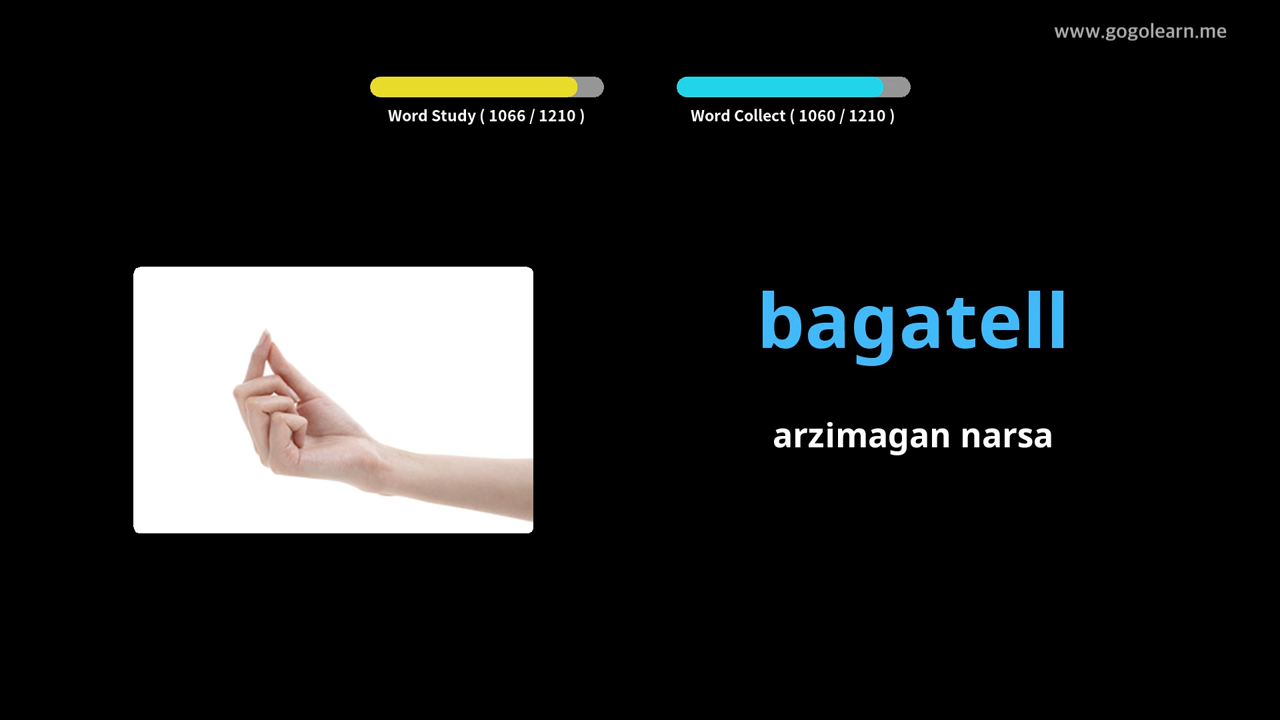 www.gogolearn.me
Word Study ( 1066 / 1210 )
Word Collect ( 1060 / 1210 )
bagatell
arzimagan narsa